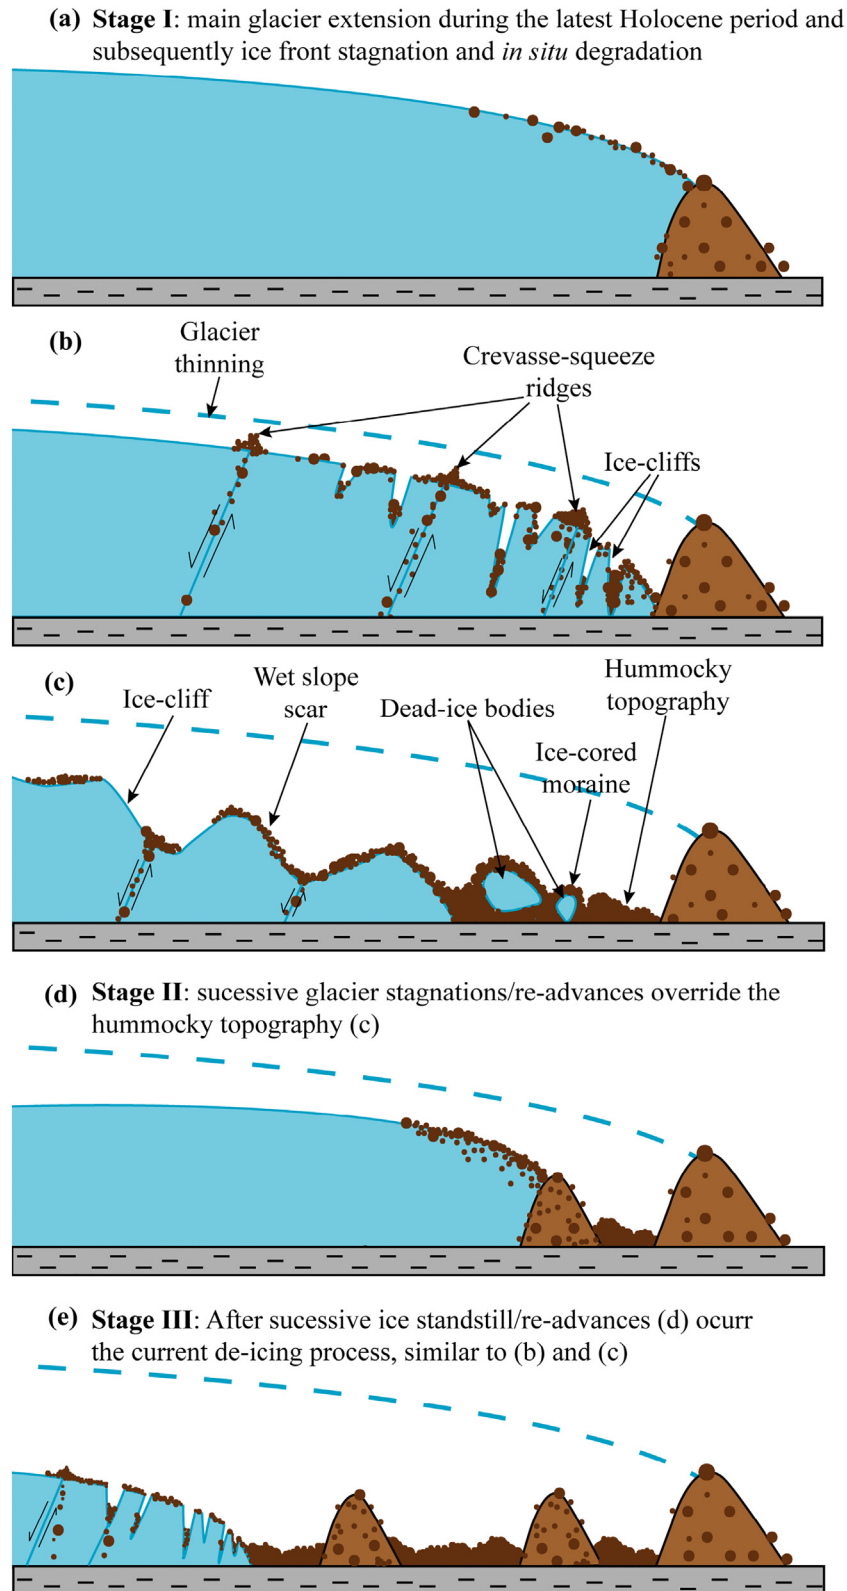 (a) Stage I: main glacier extension during the latest Holocene period and
subsequently ice front stagnation and in situ degradation
(b)
Glacier
thinning
Crevasse-squeeze
ridges
Ice-cliffs
(c)
Ice-cliff
Wet slope
scar
Dead-ice bodies
Hummocky
topography
Ice-cored
moraine
(d) Stage II: sucessive glacier stagnations/re-advances override the
hummocky topography (c)
(e) Stage III: After sucessive ice standstill/re-advances (d) ocurr
the current de-icing process, similar to (b) and (c)